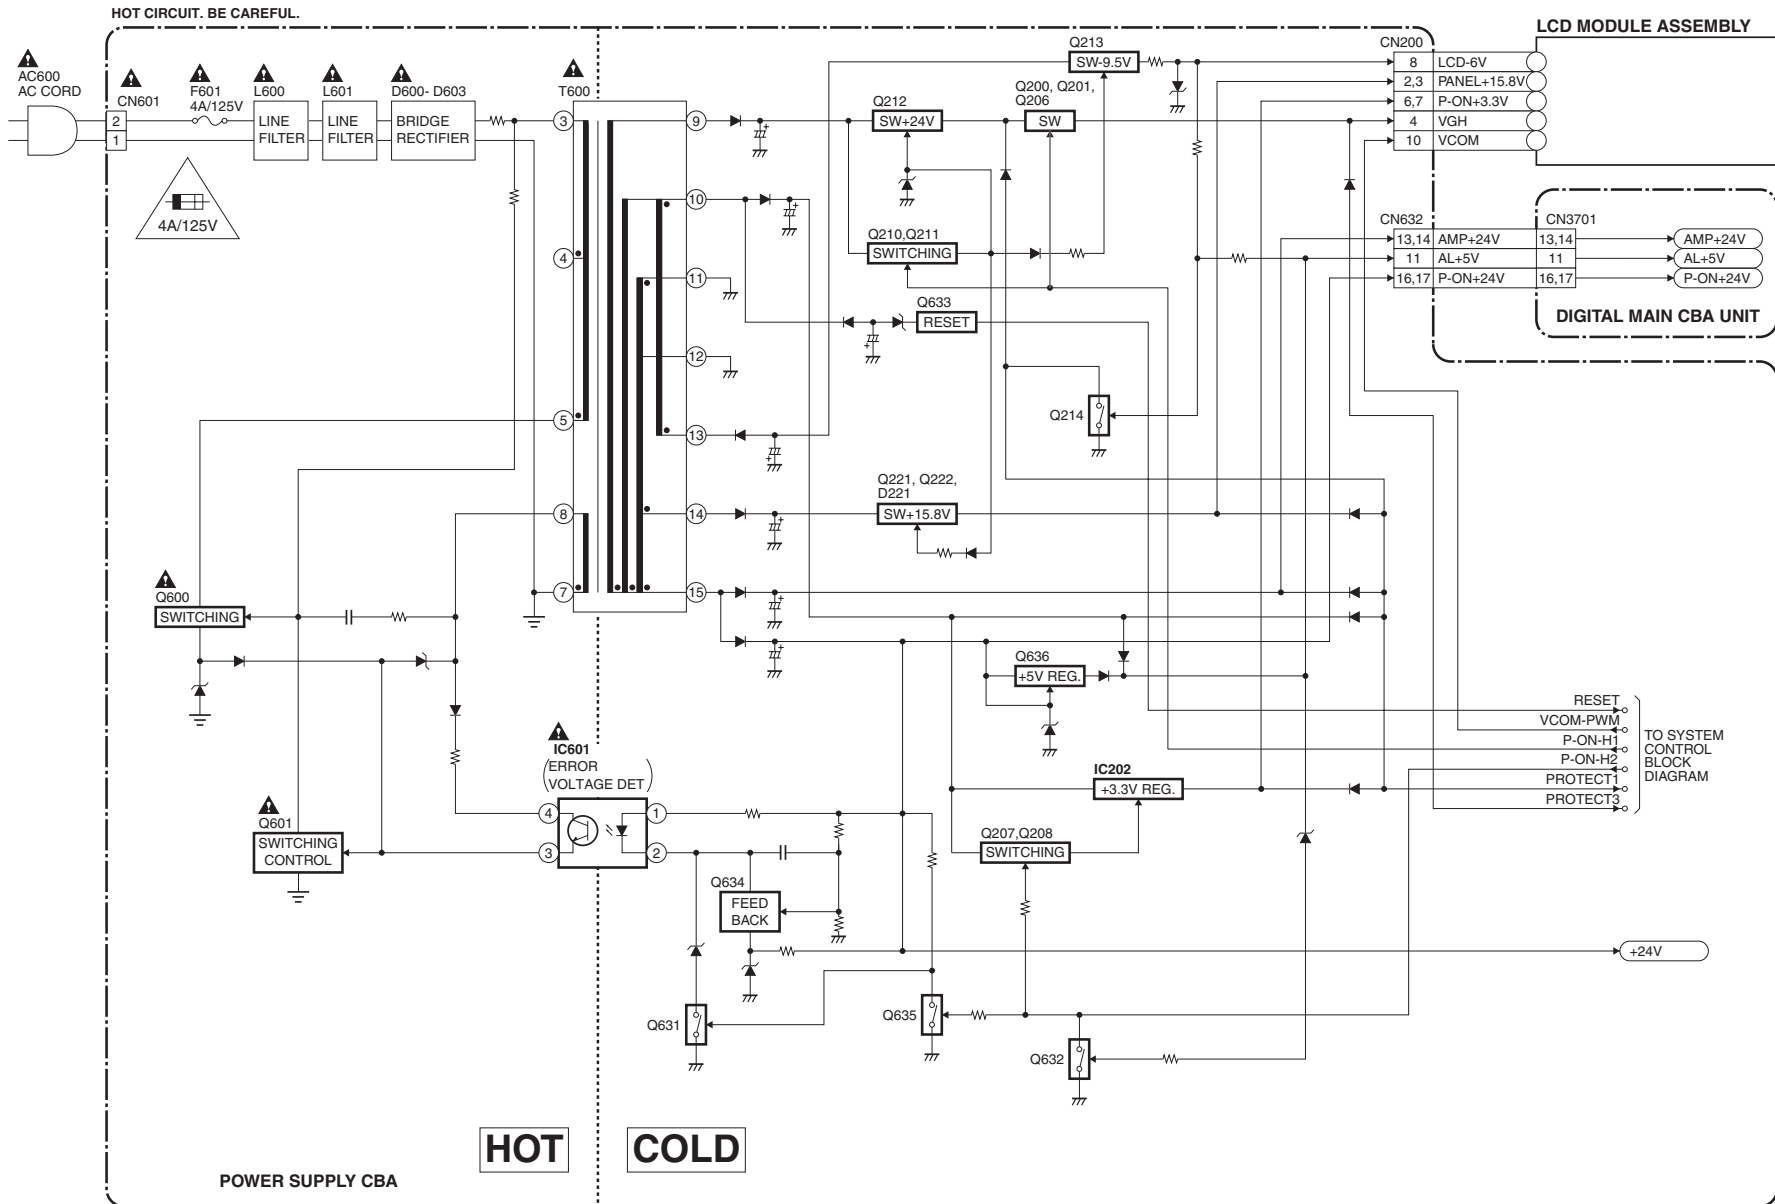 HOT CIRCUIT. BE CAREFUL.
AC600
AC CORD
CN601
2
1
F601
4A/125V
L600
LINE
FILTER
L601
LINE
FILTER
D600- D603
BRIDGE
RECTIFIER
4A/125V
T600
3
4
5
8
7
9
10
11
12
13
14
15
Q213
SW-9.5V
Q212
SW+24V
Q200, Q201,
Q206
SW
Q210,Q211
SWITCHING
Q633
RESET
Q214
Q221, Q222,
D221
SW+15.8V
CN200
8 LCD-6V
2,3 PANEL+15.8V
6,7 P-ON+3.3V
4 VGH
10 VCOM
LCD MODULE ASSEMBLY
CN632
13,14 AMP+24V
11 AL+5V
16,17 P-ON+24V
CN3701
13,14
11
16,17
AMP+24V
AL+5V
P-ON+24V
DIGITAL MAIN CBA UNIT
Q600
SWITCHING
Q636
+5V REG.
IC601
ERROR
VOLTAGE DET
4
3
1
2
Q601
SWITCHING
CONTROL
IC202
+3.3V REG.
Q207,Q208
SWITCHING
Q634
FEED
BACK
RESET
VCOM-PWM
P-ON-H1
P-ON-H2
PROTECT1
PROTECT3
TO SYSTEM
CONTROL
BLOCK
DIAGRAM
+24V
Q631
Q635
Q632
HOT
COLD
POWER SUPPLY CBA